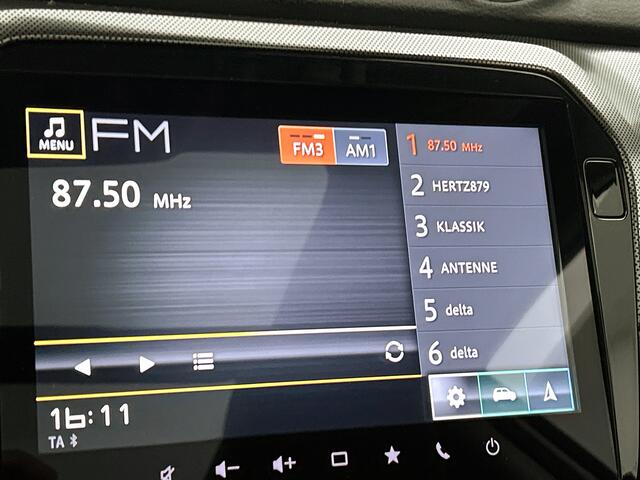 MENU
FM
FM3
AM1
87.50 MHz
1 87.50 MHz
2 HERTZ879
3 KLASSIK
4 ANTENNE
5 delta
6 delta
16:11
TA